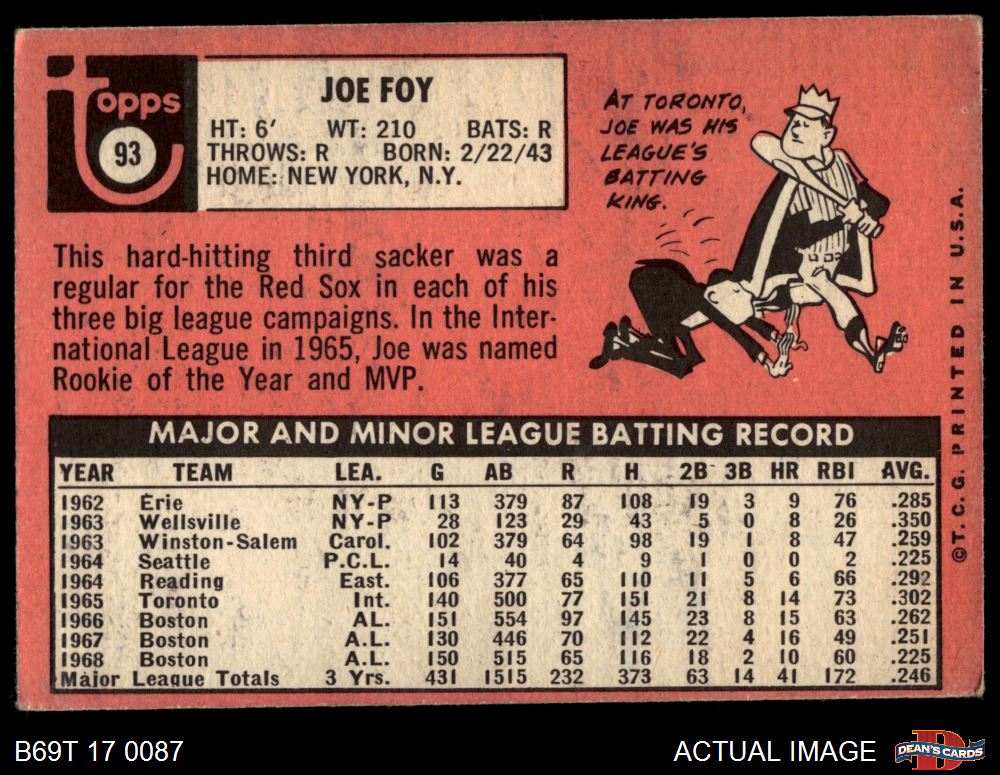 Topps
93
JOE FOY
HT: 6' WT: 210 BATS: R
THROWS: R BORN: 2/22/43
HOME: NEW YORK, N.Y.
AT TORONTO,
JOE WAS HIS
LEAGUE'S
BATTING
KING.
This hard-hitting third sacker was a
regular for the Red Sox in each of his
three big league campaigns. In the Inter-
national League in 1965, Joe was named
Rookie of the Year and MVP.
MAJOR AND MINOR LEAGUE BATTING RECORD
YEAR TEAM LEA. G AB R H 2B 3B HR RBI AVG.
1962 Erie NY-P 113 379 87 108 19 3 9 76 .285
1963 Wellsville NY-P 28 123 29 43 5 0 8 26 .350
1963 Winston-Salem Carol. 102 379 64 98 19 1 8 47 .259
1964 Seattle P.C.L. 14 40 4 9 1 0 0 2 .225
1964 Reading East. 106 377 65 110 11 5 6 66 .292
1965 Toronto Int. 140 500 77 151 21 8 14 73 .302
1966 Boston AL. 151 554 97 145 23 8 15 63 .262
1967 Boston A.L. 130 446 70 112 22 4 16 49 .251
1968 Boston A.L. 150 515 65 116 18 2 10 60 .225
Major League Totals 3 Yrs. 431 1515 232 373 63 14 41 172 .246
©T. C. G. PRINTED IN U.S.A.
B69T 17 0087
ACTUAL IMAGE
D
DEAN'S CARDS